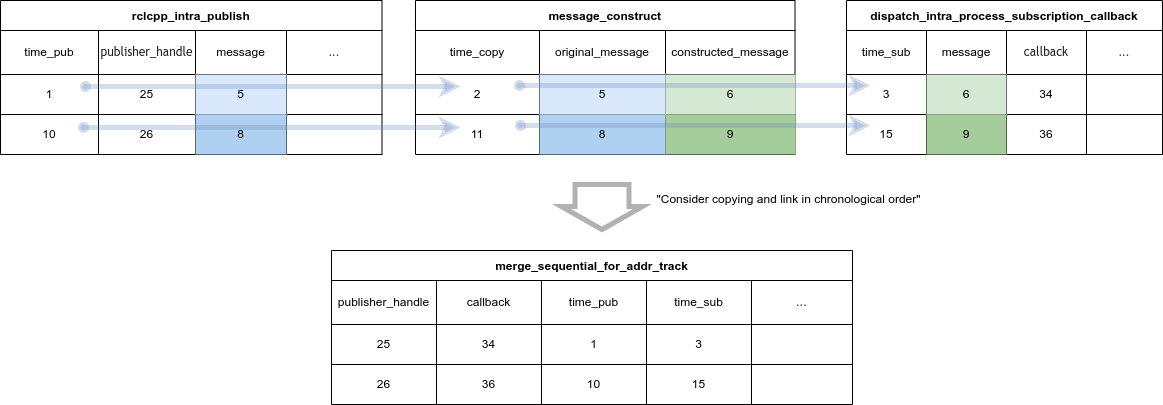 rclcpp_intra_publish
time_pub publisher_handle message ...
1 25 5
10 26 8
message_construct
time_copy original_message constructed_message
2 5 6
11 8 9
dispatch_intra_process_subscription_callback
time_sub message callback ...
3 6 34
15 9 36
"Consider copying and link in chronological order"
merge_sequential_for_addr_track
publisher_handle callback time_pub time_sub ...
25 34 1 3
26 36 10 15